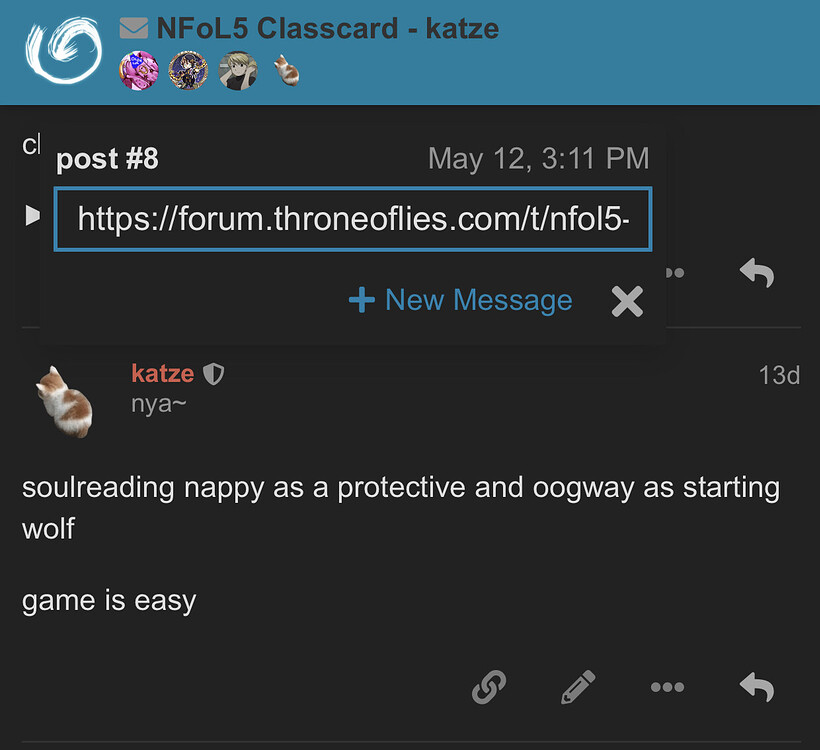 NFoL5 Classcard - katze
post #8
May 12, 3:11 PM
https://forum.throneoflies.com/t/nfol5-
+ New Message
katze
13d
nya~
soulreading nappy as a protective and oogway as starting
wolf
game is easy